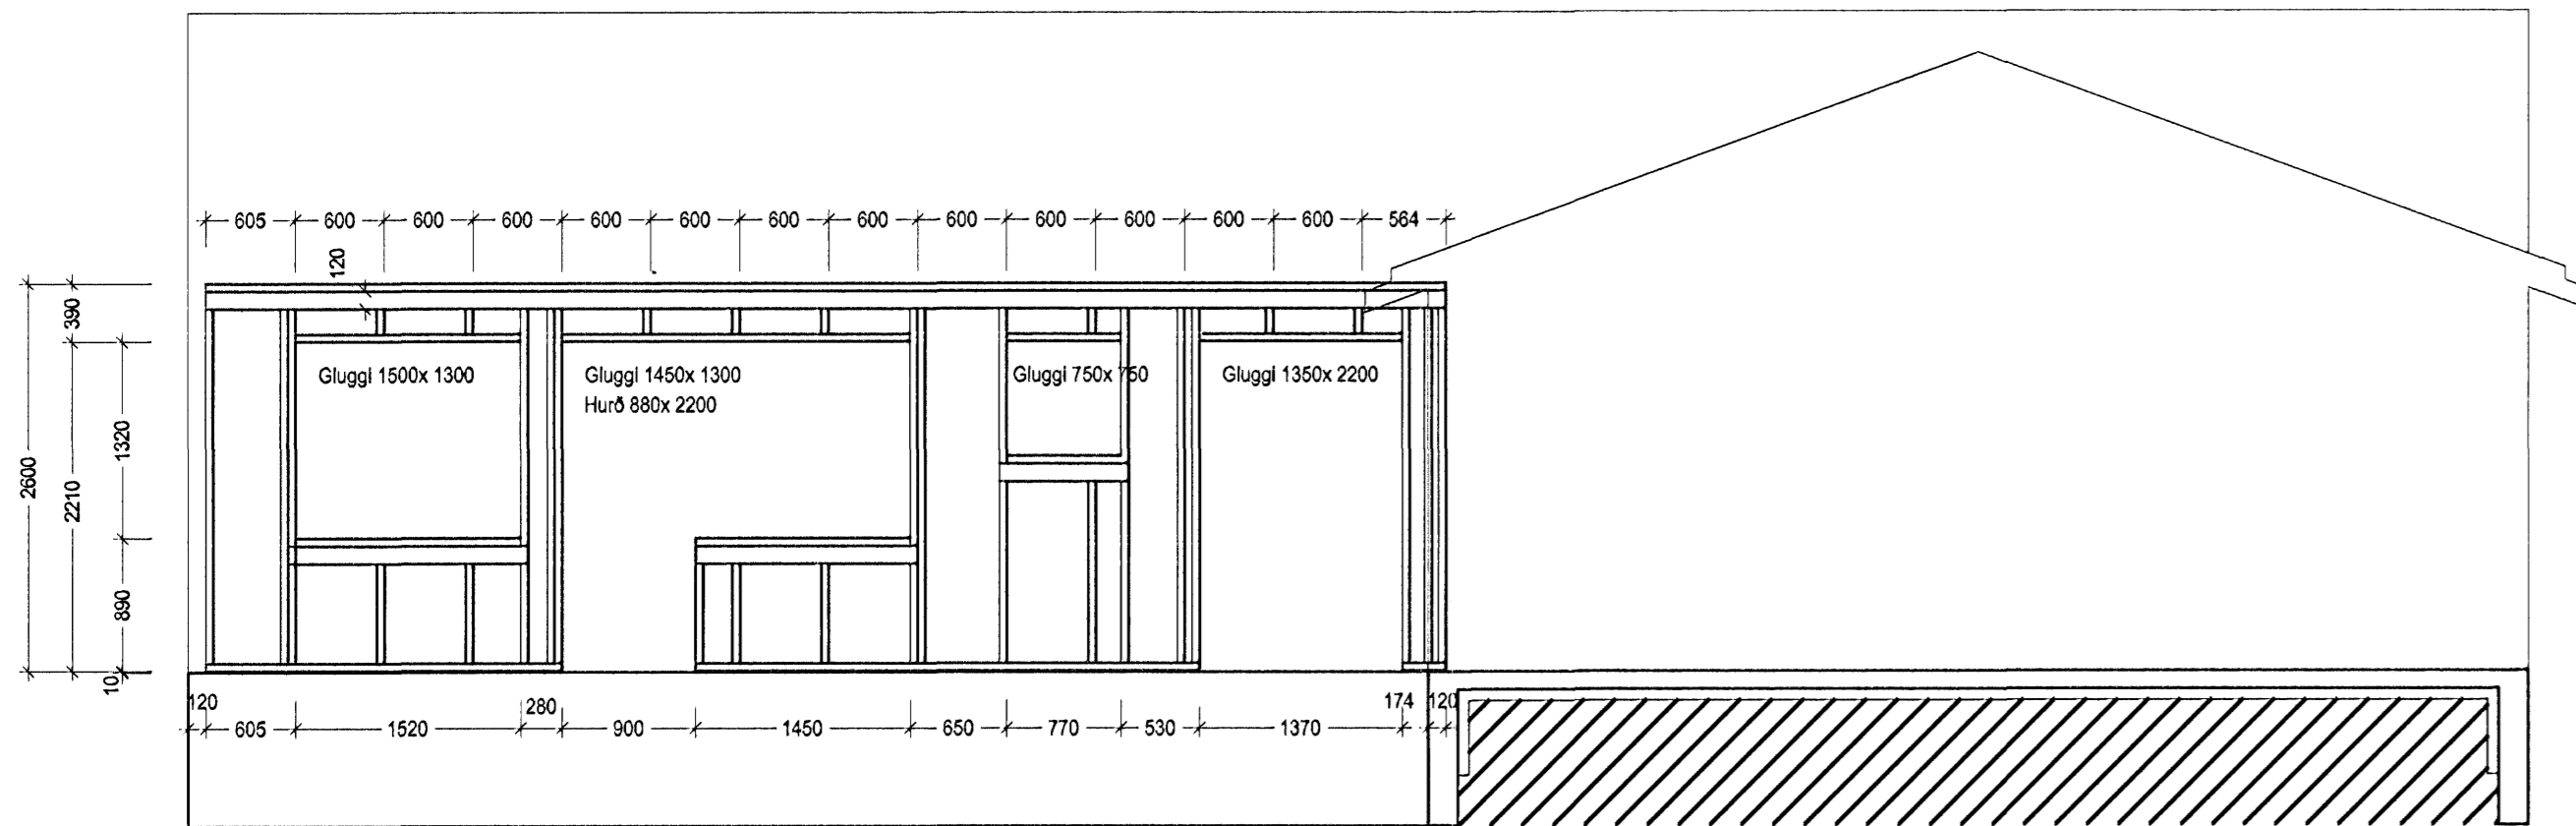 605 600 600 600 600 600 600 600 600 600 600 600 600 564
120
390
2600
2210
1320
890
10
Gluggi 1500x 1300
Gluggi 1450x 1300
Hurð 880x 2200
Gluggi 750x 750
Gluggi 1350x 2200
120 280 174 120
605 1520 900 1450 650 770 530 1370